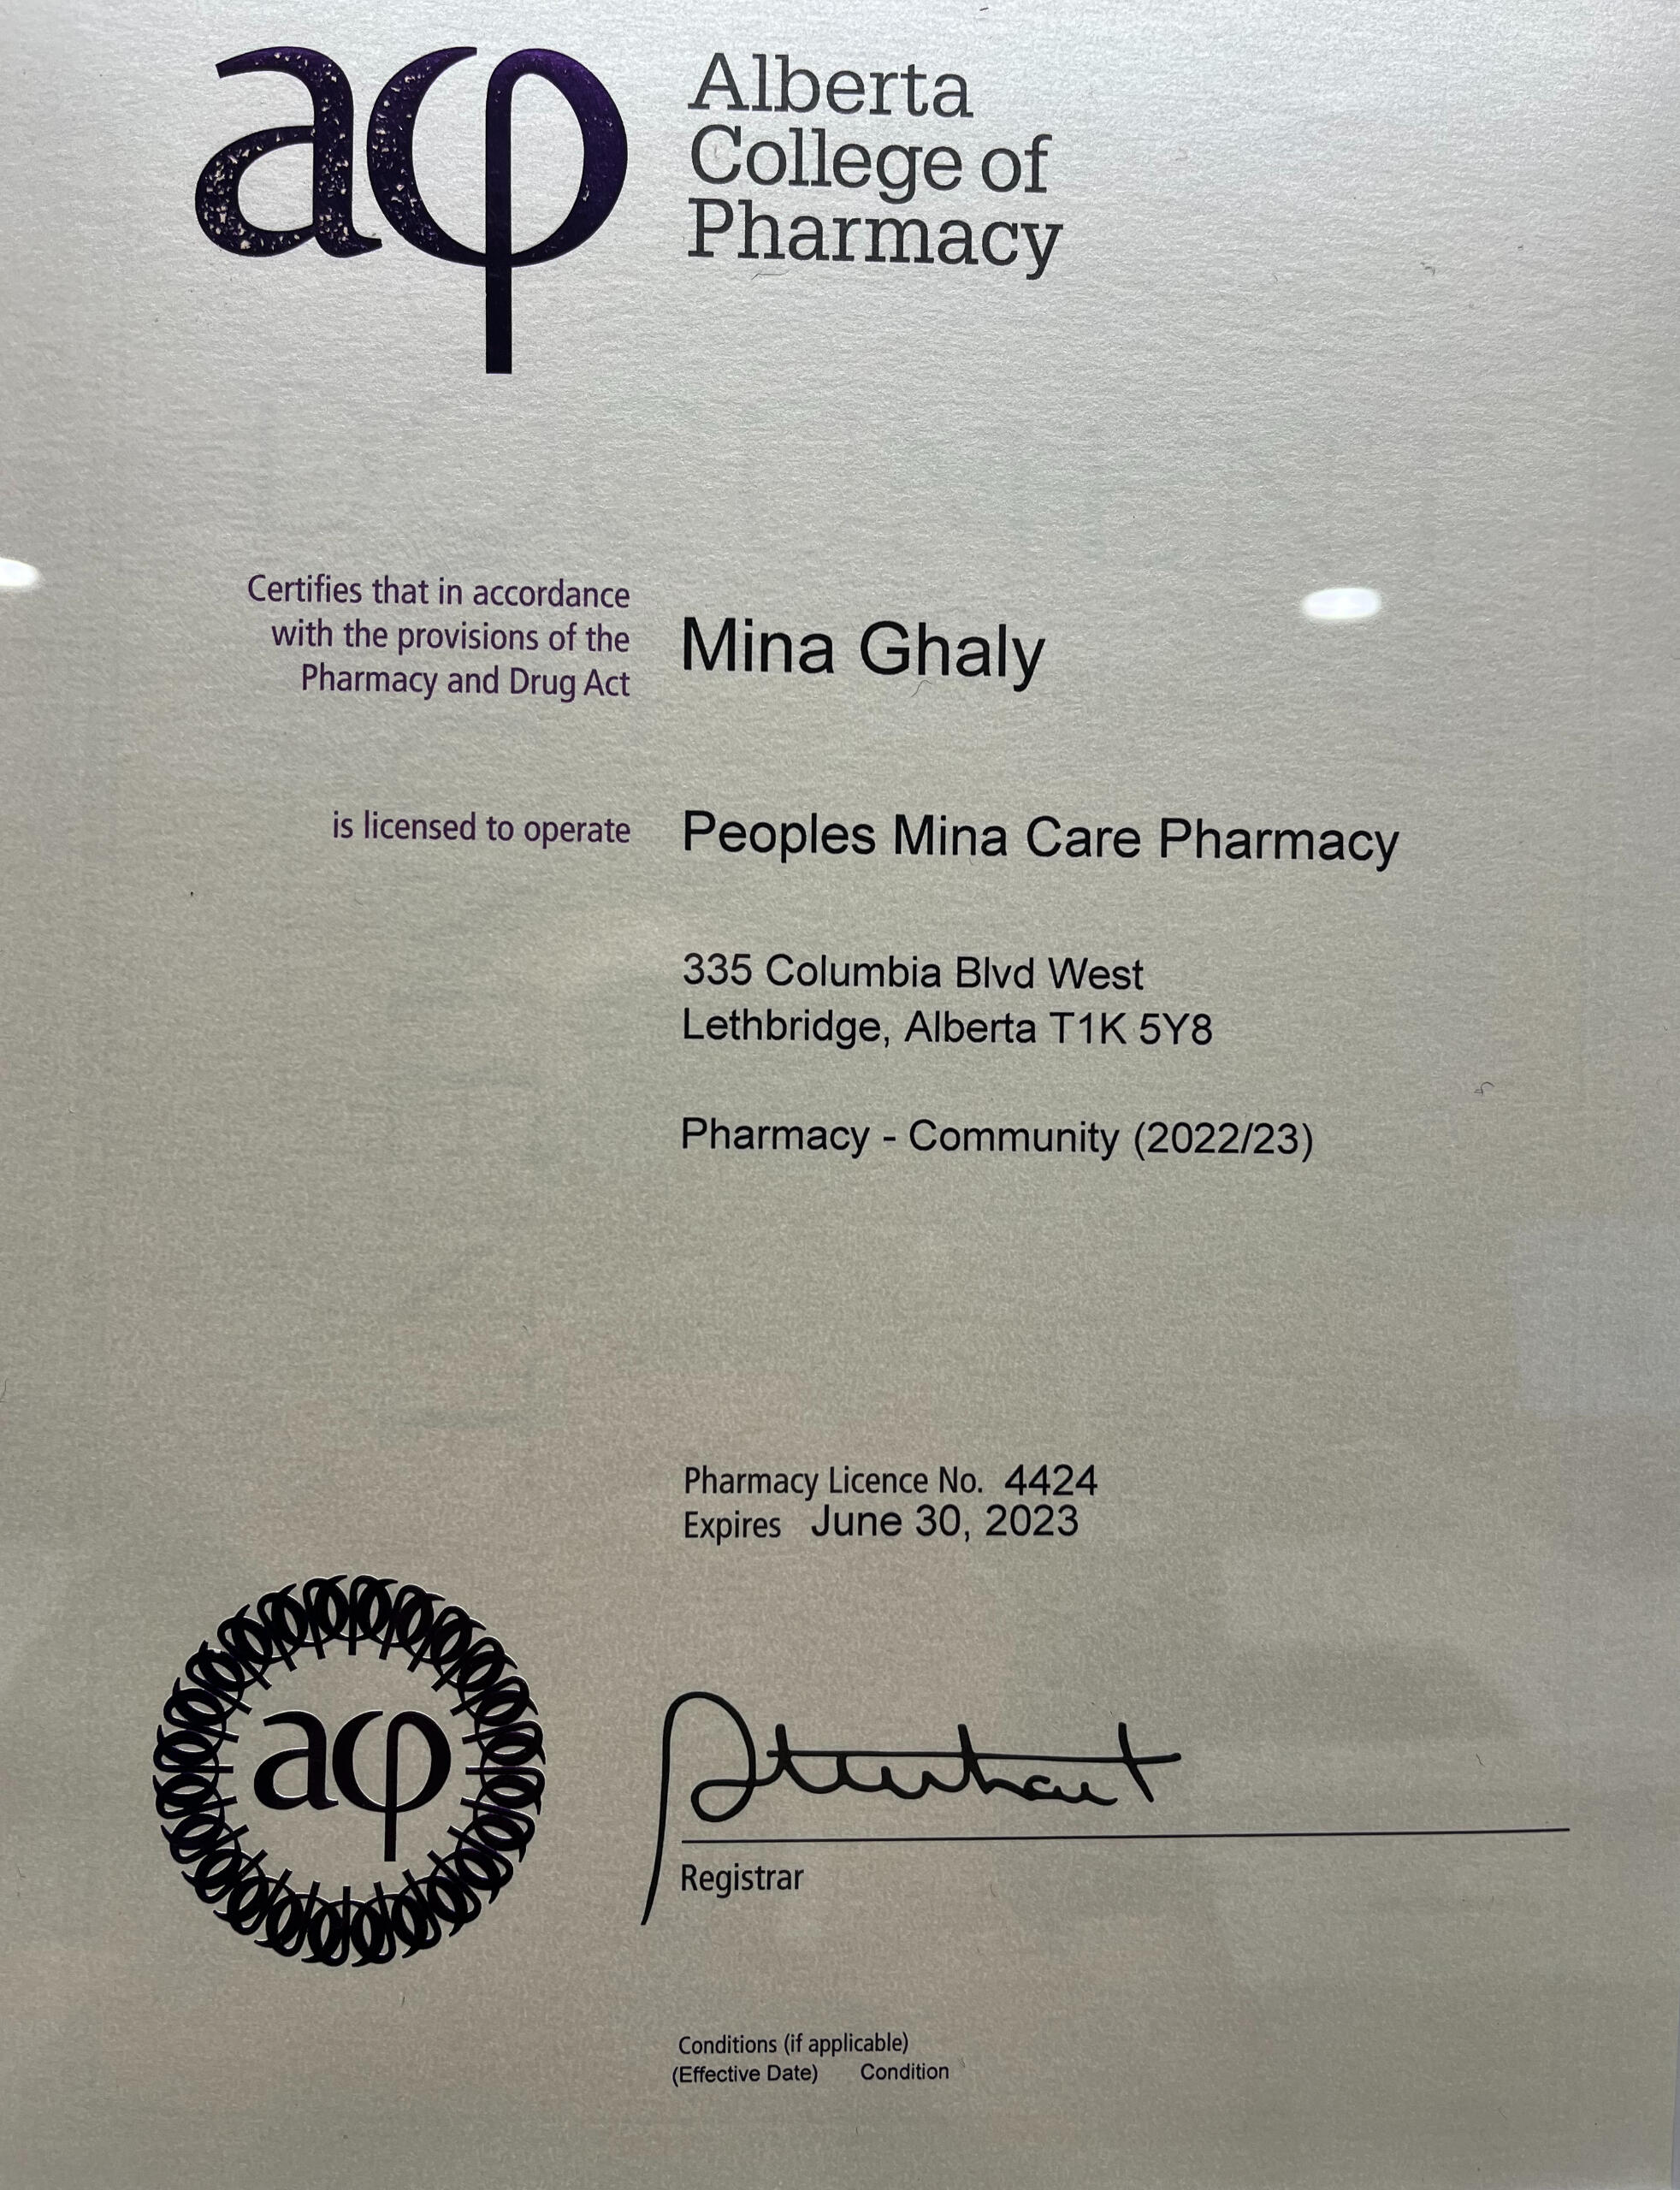 acp
Alberta
College of
Pharmacy
Certifies that in accordance
with the provisions of the
Pharmacy and Drug Act
Mina Ghaly
is licensed to operate
Peoples Mina Care Pharmacy
335 Columbia Blvd West
Lethbridge, Alberta T1K 5Y8
Pharmacy - Community (2022/23)
Pharmacy Licence No. 4424
Expires June 30, 2023
acp
Registrar
Conditions (if applicable)
(Effective Date) Condition